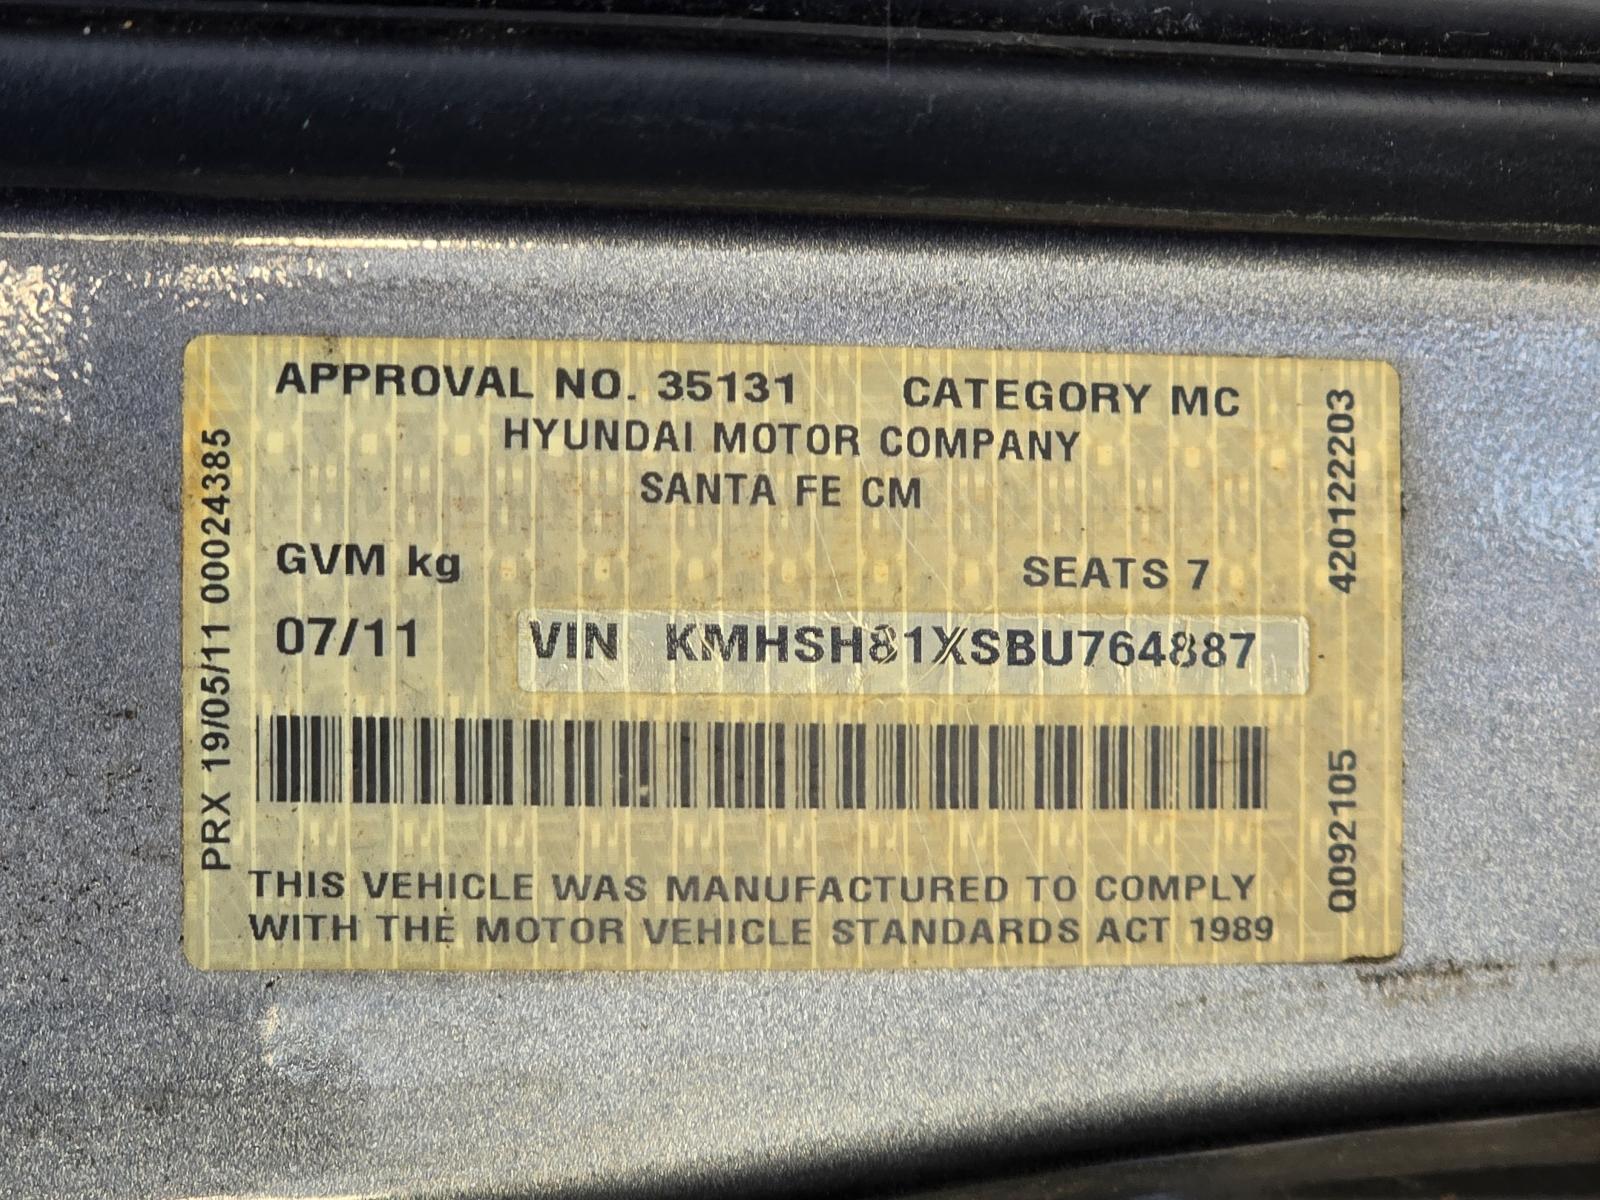 APPROVAL NO. 35131 CATEGORY MC
HYUNDAI MOTOR COMPANY
SANTA FE CM
GVM kg SEATS 7
07/11 VIN KMHSH81XSBU764887
THIS VEHICLE WAS MANUFACTURED TO COMPLY
WITH THE MOTOR VEHICLE STANDARDS ACT 1989
PRX 19/05/11 00024385
Q092105 420122203